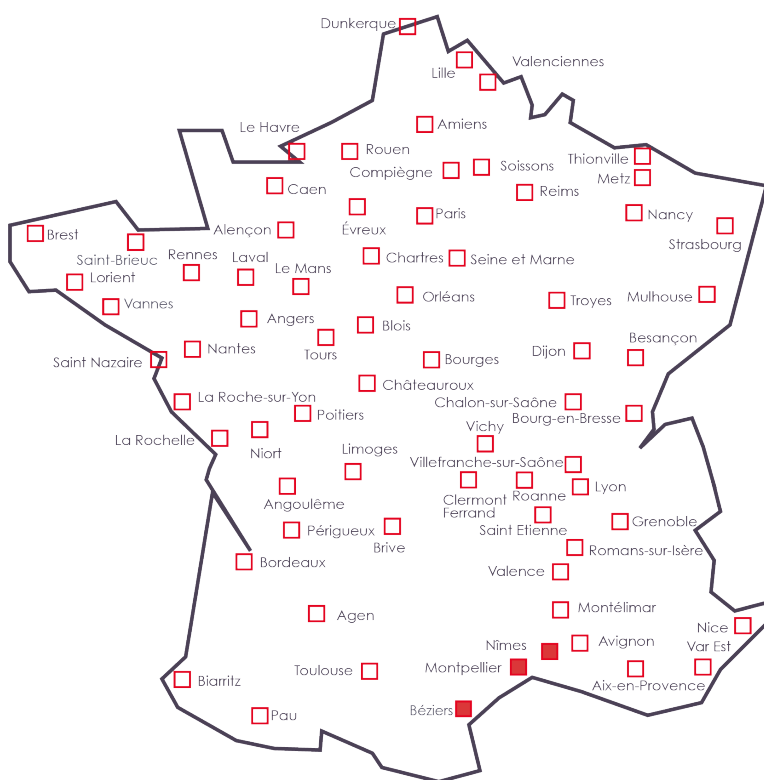 Dunkerque
Lille
Valenciennes
Amiens
Le Havre
Rouen
Compiègne
Soissons
Thionville
Metz
Caen
Reims
Nancy
Strasbourg
Paris
Évreux
Alençon
Brest
Saint-Brieuc
Rennes
Laval
Chartres
Seine et Marne
Lorient
Le Mans
Orléans
Troyes
Mulhouse
Vannes
Angers
Blois
Tours
Besançon
Saint Nazaire
Nantes
Bourges
Dijon
Châteauroux
La Roche-sur-Yon
Poitiers
Chalon-sur-Saône
Bourg-en-Bresse
La Rochelle
Niort
Vichy
Limoges
Villefranche-sur-Saône
Angoulême
Clermont
Ferrand
Roanne
Lyon
Périgueux
Brive
Saint Etienne
Grenoble
Bordeaux
Romans-sur-Isère
Valence
Agen
Montélimar
Nice
Nîmes
Avignon
Var Est
Biarritz
Toulouse
Montpellier
Aix-en-Provence
Pau
Béziers